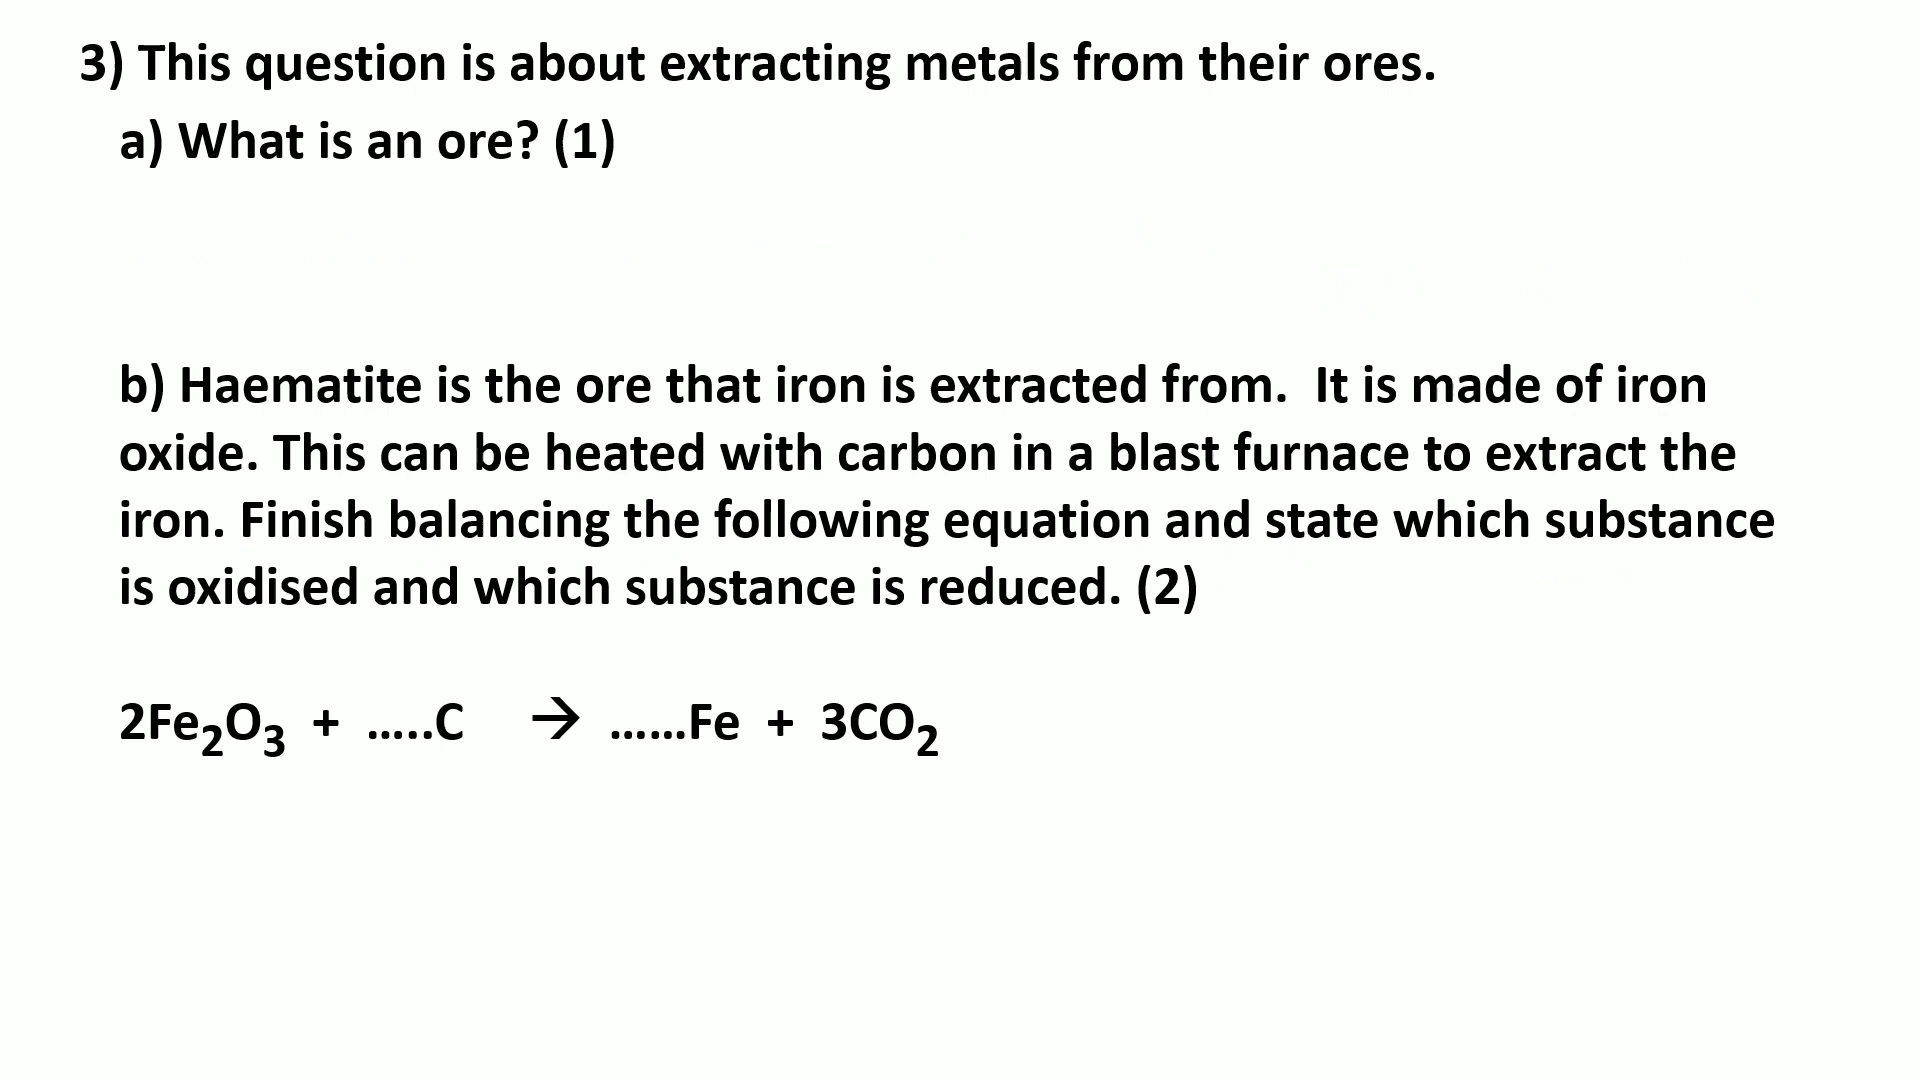 3) This question is about extracting metals from their ores.
a) What is an ore? (1)
b) Haematite is the ore that iron is extracted from.  It is made of iron
oxide. This can be heated with carbon in a blast furnace to extract the
iron. Finish balancing the following equation and state which substance
is oxidised and which substance is reduced. (2)
2Fe₂O₃ + .....C → ......Fe + 3CO₂